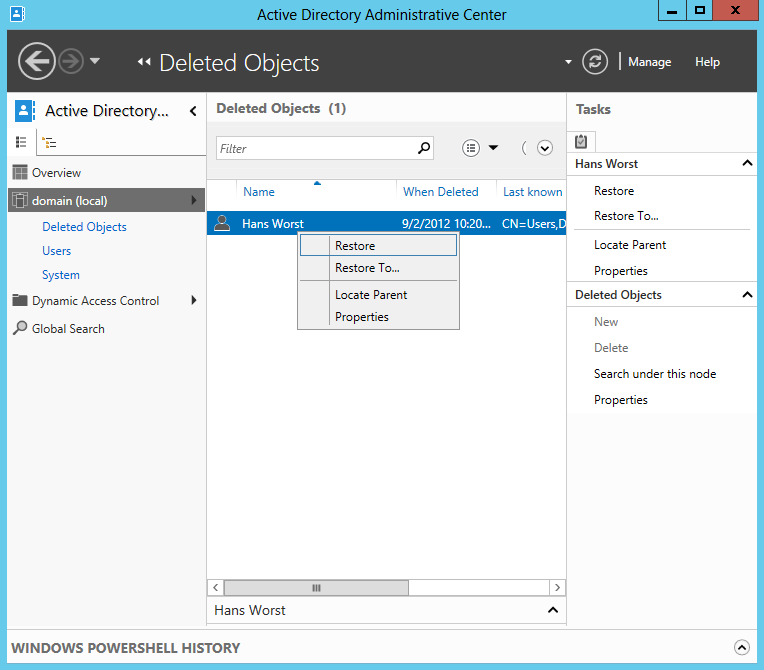 Active Directory Administrative Center
Deleted Objects
Manage
Help
Active Directory...
Overview
domain (local)
Deleted Objects
Users
System
Dynamic Access Control
Global Search
Deleted Objects (1)
Filter
Name When Deleted Last known
Hans Worst 9/2/2012 10:20... CN=Users,D
Restore
Restore To...
Locate Parent
Properties
Hans Worst
Tasks
Hans Worst
Restore
Restore To...
Locate Parent
Properties
Deleted Objects
New
Delete
Search under this node
Properties
WINDOWS POWERSHELL HISTORY